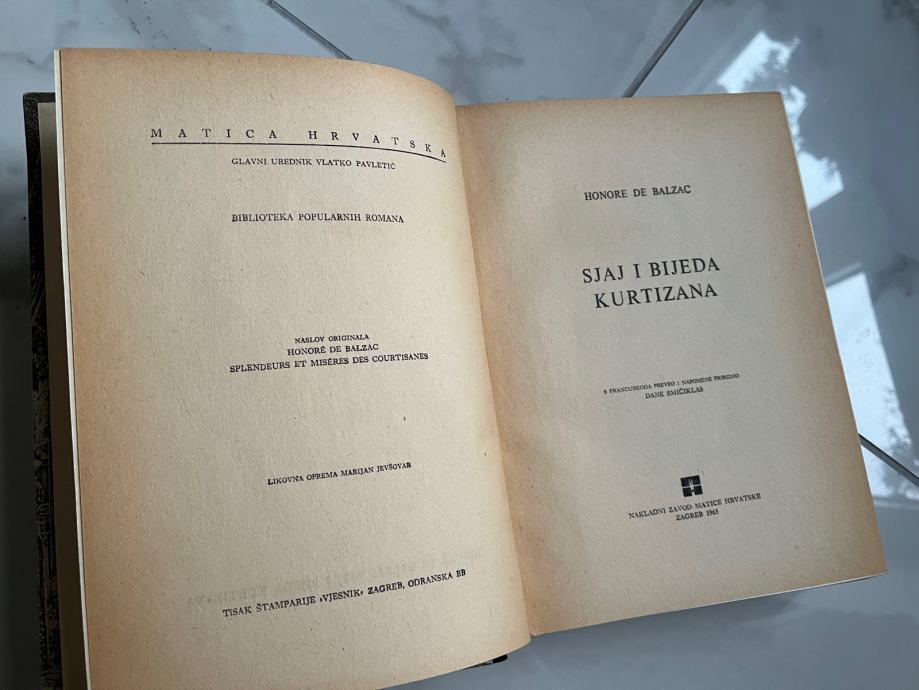 MATICA HRVATSKA
GLAVNI UREDNIK VLATKO PAVLETIĆ
BIBLIOTEKA POPULARNIH ROMANA
NASLOV ORIGINALA
HONORÉ DE BALZAC
SPLENDEURS ET MISÈRES DES COURTISANES
LIKOVNA OPREMA MARIJAN JEVŠOVAR
TISAK ŠTAMPARIJE »VJESNIK« ZAGREB, ODRANSKA BB
HONORE DE BALZAC
SJAJ I BIJEDA
KURTIZANA
S FRANCUSKOGA PREVEO I NAPOMENE PRIREDIO
DANE SMIČIKLAS
NAKLADNI ZAVOD MATICE HRVATSKE
ZAGREB 1965